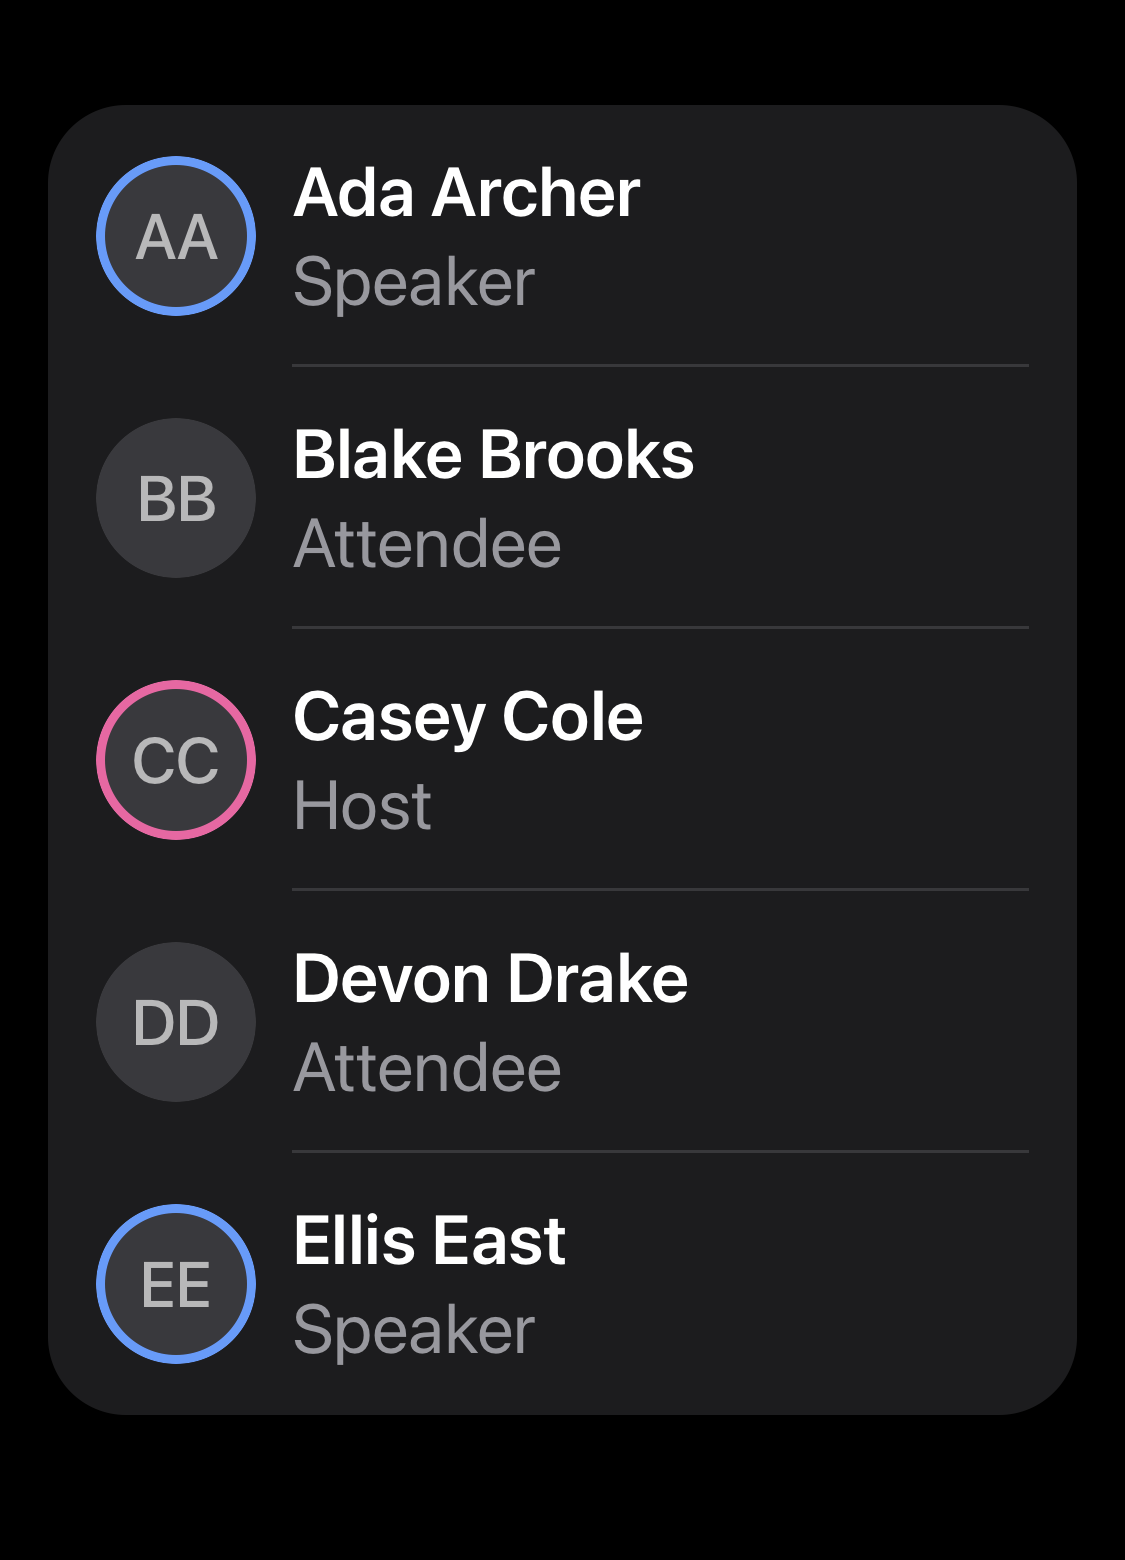 AA
Ada Archer
Speaker
BB
Blake Brooks
Attendee
CC
Casey Cole
Host
DD
Devon Drake
Attendee
EE
Ellis East
Speaker